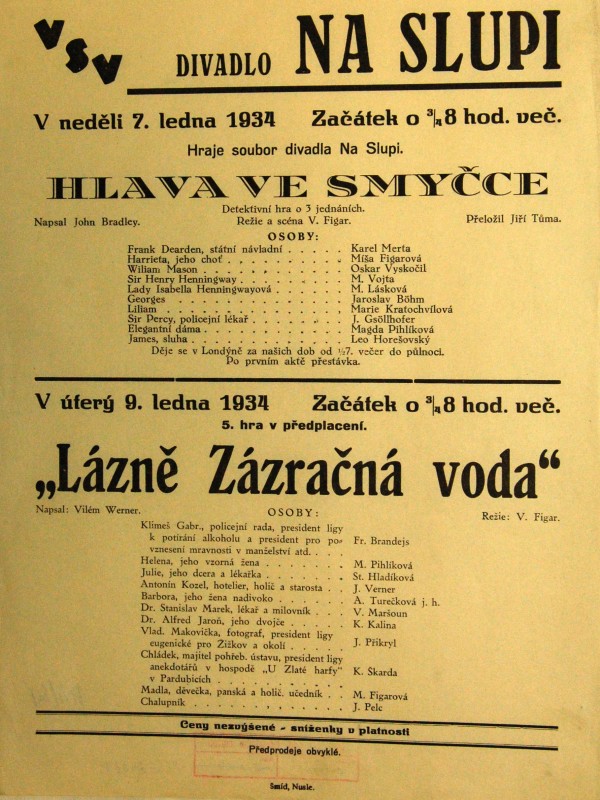 VSV DIVADLO NA SLUPI
V neděli 7. ledna 1934 Začátek o ¾8 hod. več.
Hraje soubor divadla Na Slupi.
HLAVA VE SMYČCE
Detektivní hra o 3 jednáních.
Napsal John Bradley. Režie a scéna V. Figar. Přeložil Jiří Tůma.
OSOBY:
Frank Dearden, státní návladní . . . . . Karel Merta
Harrieta, jeho choť . . . . . . . . . . Míša Figarová
Wiliam Mason . . . . . . . . . . . Oskar Vyskočil
Sir Henry Henningway . . . . . . . . . M. Vojta
Lady Isabella Henningwayová . . . . . . M. Lásková
Georges . . . . . . . . . . . . . Jaroslav Böhm
Liliam . . . . . . . . . . . . . . Marie Kratochvílová
Sir Percy, policejní lékař . . . . . . . . J. Gsöllhofer
Elegantní dáma . . . . . . . . . . . Magda Pihlíková
James, sluha . . . . . . . . . . . . Leo Horešovský
Děje se v Londýně za našich dob od ½7. večer do půlnoci.
Po prvním aktě přestávka.
V úterý 9. ledna 1934 Začátek o ¾8 hod. več.
5. hra v předplacení.
„Lázně Zázračná voda“
Napsal: Vilém Werner. OSOBY: Režie: V. Figar.
Klimeš Gabr., policejní rada, president ligy
k potírání alkoholu a president pro po-
vznesení mravnosti v manželství atd. . . . Fr. Brandejs
Helena, jeho vzorná žena . . . . . . . M. Pihlíková
Julie, jeho dcera a lékařka . . . . . . . St. Hladíková
Antonín Kozel, hotelier, holič a starosta . . J. Verner
Barbora, jeho žena nadivoko . . . . . . A. Turečková j. h.
Dr. Stanislav Marek, lékař a milovník . . . V. Maršoun
Dr. Alfred Jaroň, jeho dvojče . . . . . K. Kalina
Vlad. Makovička, fotograf, president ligy
eugenické pro Žižkov a okolí . . . . . J. Přikryl
Chládek, majitel pohřeb. ústavu, president ligy
anekdotářů v hospodě „U Zlaté harfy“
v Pardubicích . . . . . . . . . . K. Skarda
Madla, děvečka, panská a holič. učedník . . M. Figarová
Chalupník . . . . . . . . . . . . J. Pelc
Ceny nezvýšené - sníženky v platnosti
Předprodeje obvyklé.
Šmíd, Nusle.